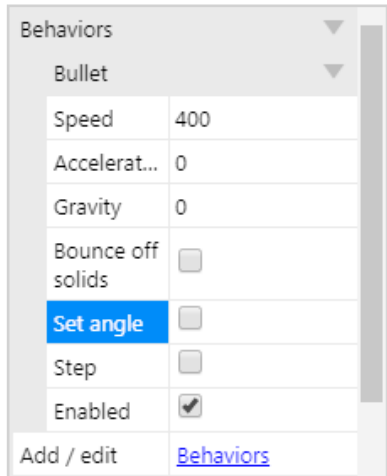 Behaviors
Bullet
Speed 400
Accelerat... 0
Gravity 0
Bounce off
solids
Set angle
Step
Enabled
Add / edit Behaviors